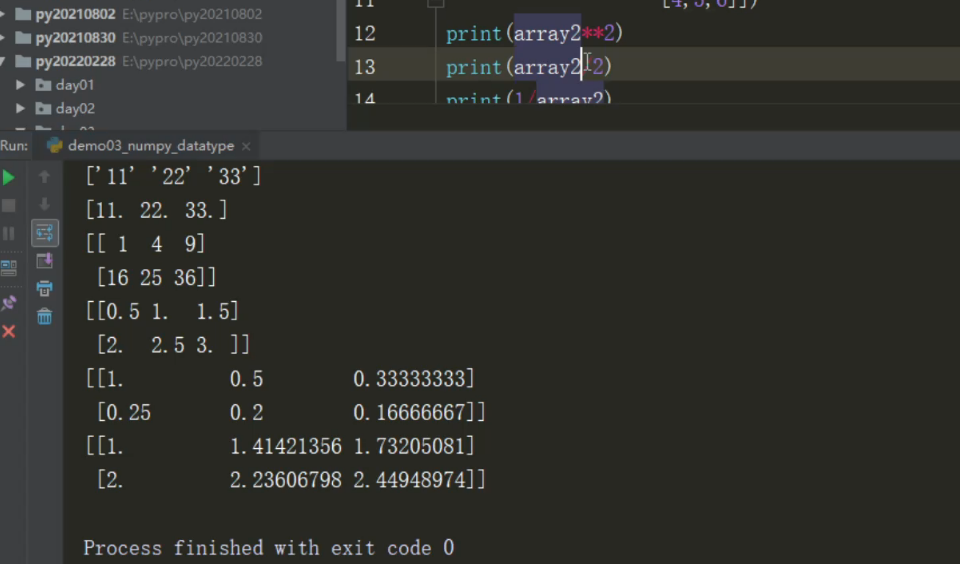 py20210802 E:\pypro\py20210802
py20210830 E:\pypro\py20210830
py20220228 E:\pypro\py20220228
day01
day02
11 [4,5,6]])
12 print(array2**2)
13 print(array2 2)
14 print(1/array2)
Run: demo03_numpy_datatype ×
['11' '22' '33']
[11. 22. 33.]
[[ 1 4 9]
[16 25 36]]
[[0.5 1. 1.5]
[2. 2.5 3. ]]
[[1. 0.5 0.33333333]
[0.25 0.2 0.16666667]]
[[1. 1.41421356 1.73205081]
[2. 2.23606798 2.44948974]]
Process finished with exit code 0